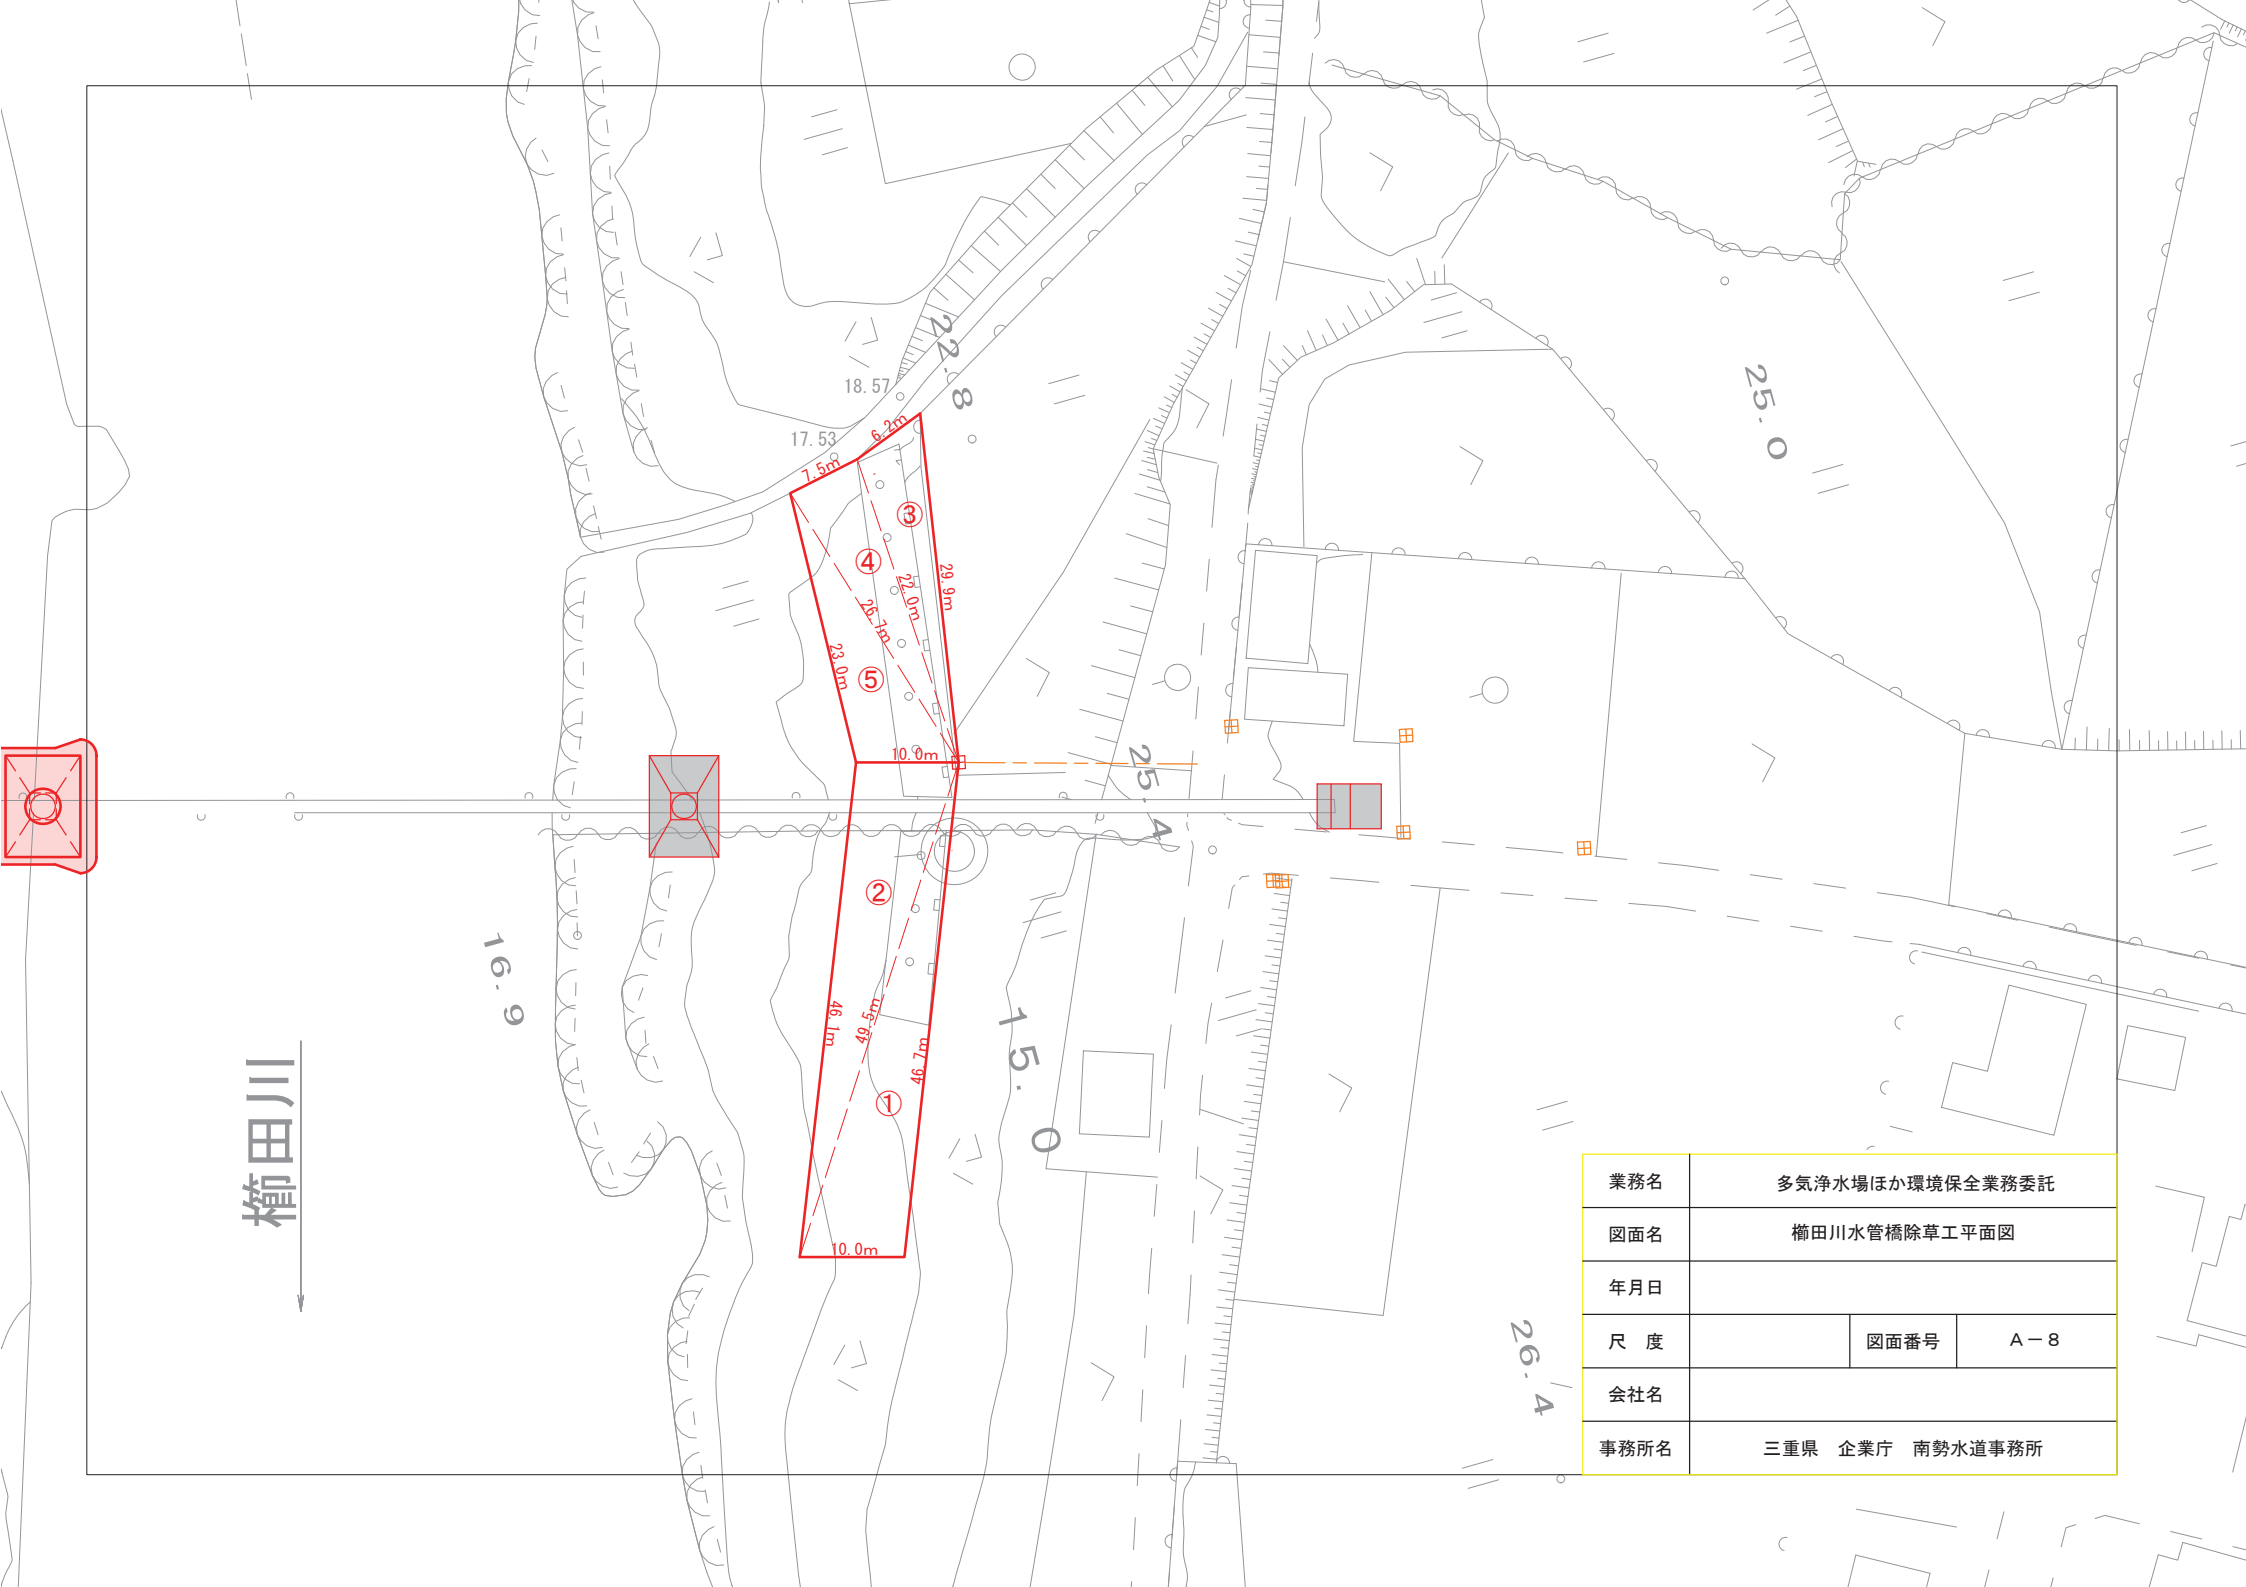 22.8
18.57
17.53
6.2m
7.5m
③
④
29.9m
22.0m
26.7m
23.0m
⑤
10.0m
25.0
25.4
②
16.9
46.1m
49.5m
46.7m
15.0
①
10.0m
櫛田川
26.4
業務名 多気浄水場ほか環境保全業務委託
図面名 櫛田川水管橋除草工平面図
年月日
尺 度 図面番号 A－8
会社名
事務所名 三重県 企業庁 南勢水道事務所